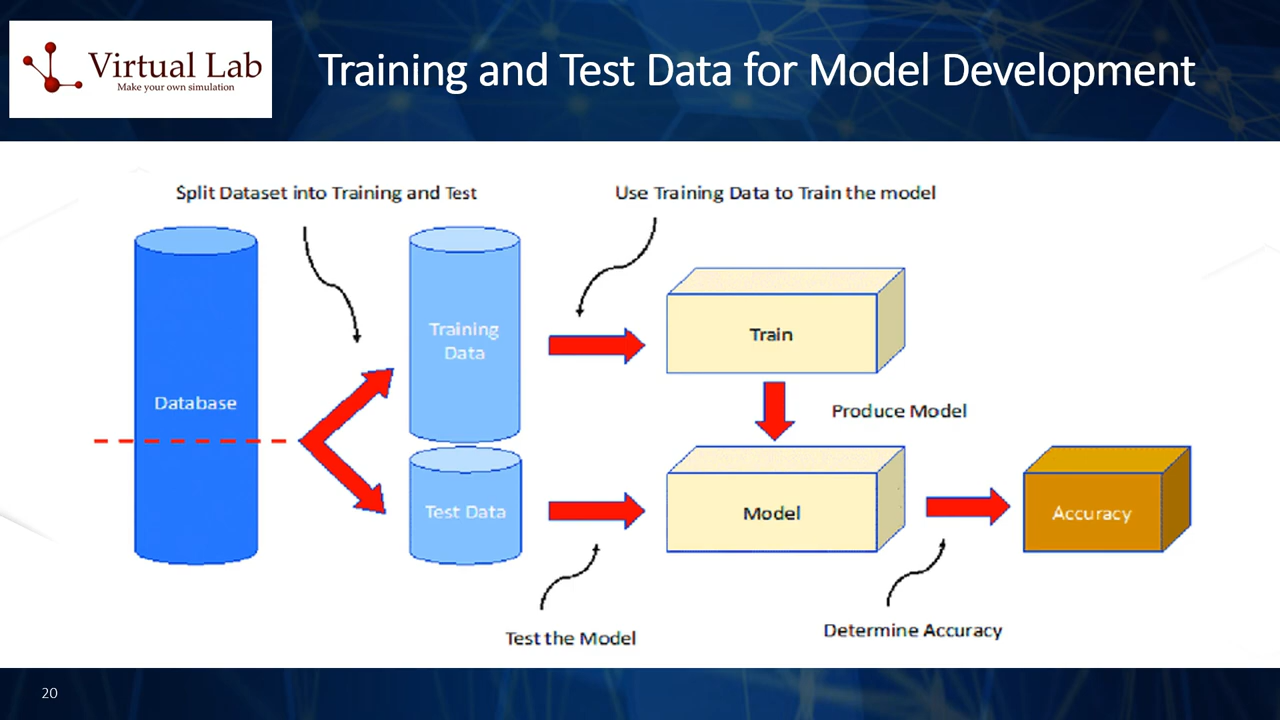 Virtual Lab
Make your own simulation
Training and Test Data for Model Development
Split Dataset into Training and Test
Use Training Data to Train the model
Training
Data
Train
Database
Produce Model
Test Data
Model
Accuracy
Test the Model
Determine Accuracy
20